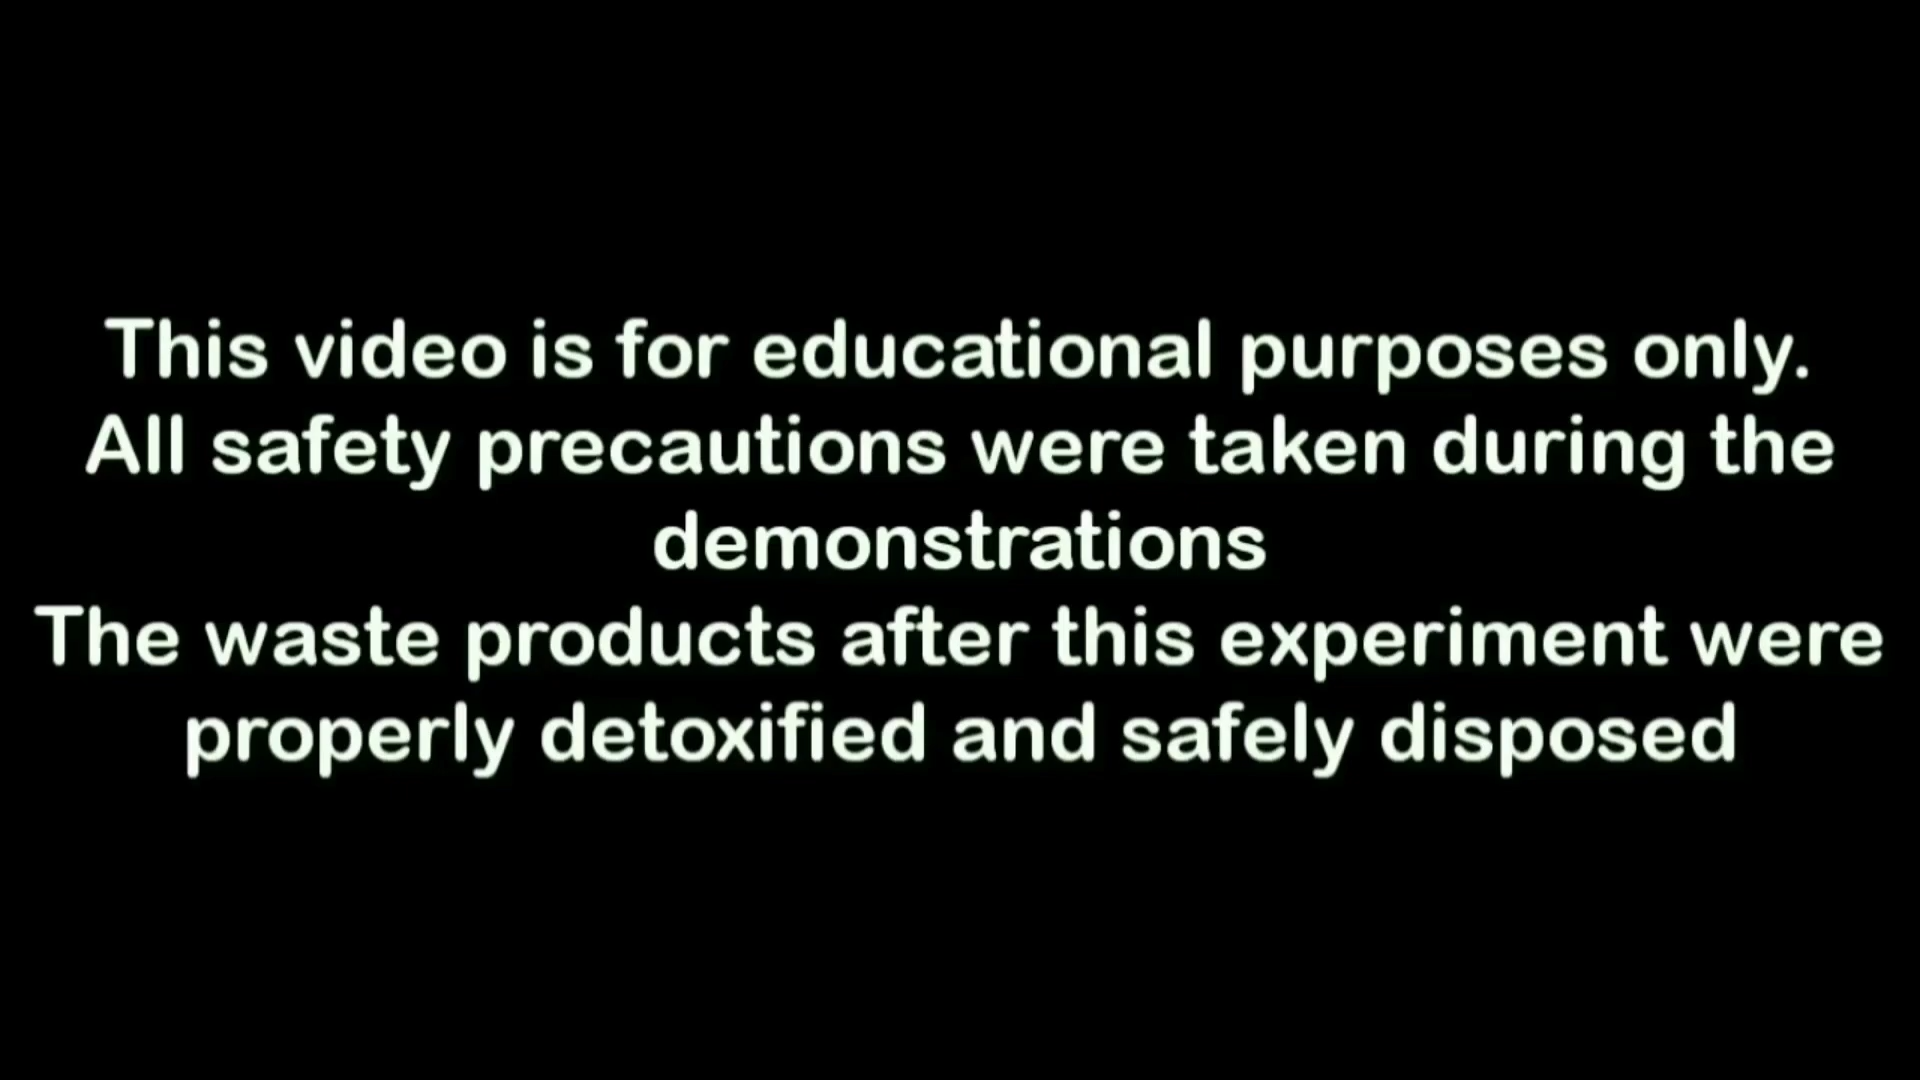 This video is for educational purposes only.
All safety precautions were taken during the
demonstrations
The waste products after this experiment were
properly detoxified and safely disposed